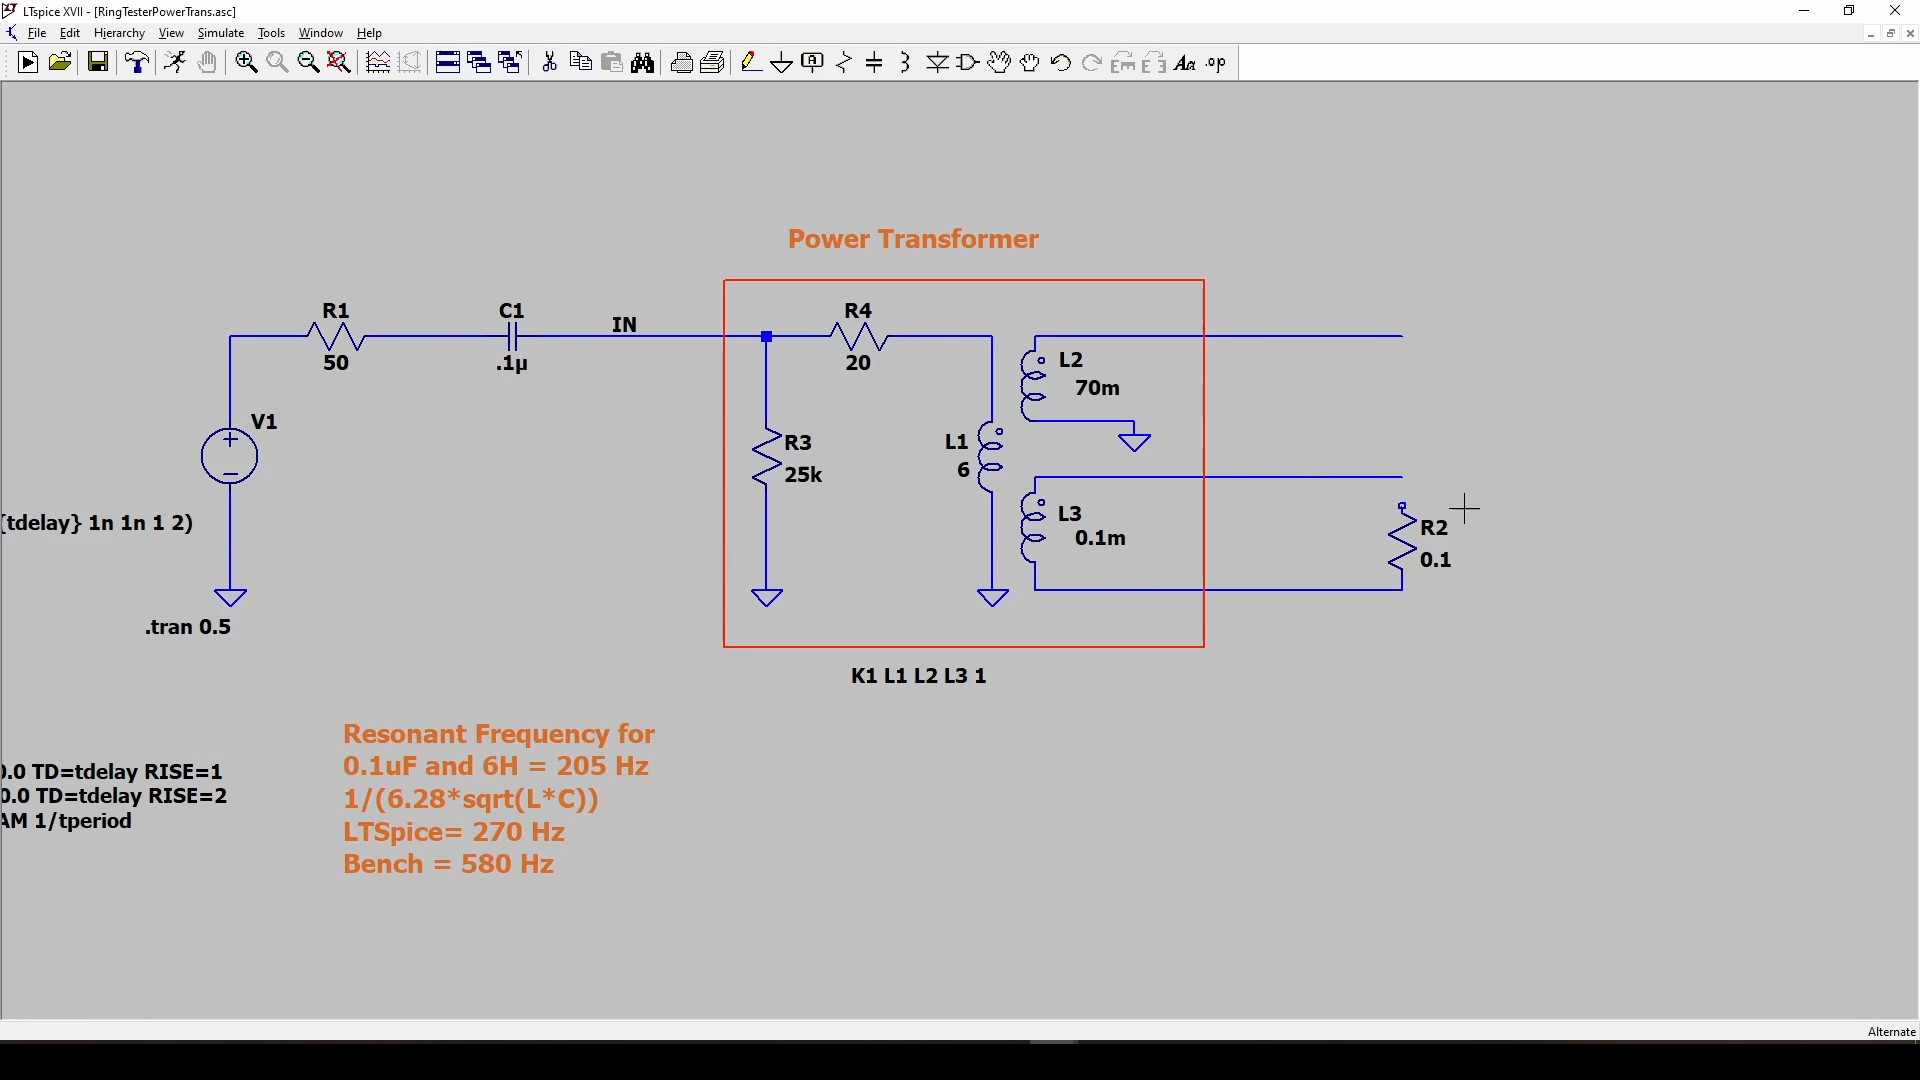 LTspice XVII - [RingTesterPowerTrans.asc]
File Edit Hierarchy View Simulate Tools Window Help
Power Transformer
R1
C1
IN
R4
50
.1µ
20
L2
70m
V1
R3
25k
L1
6
L3
0.1m
R2
0.1
{tdelay} 1n 1n 1 2)
.tran 0.5
K1 L1 L2 L3 1
Resonant Frequency for
0.1uF and 6H = 205 Hz
1/(6.28*sqrt(L*C))
LTSpice= 270 Hz
Bench = 580 Hz
0.0 TD=tdelay RISE=1
0.0 TD=tdelay RISE=2
AM 1/tperiod
Alternate